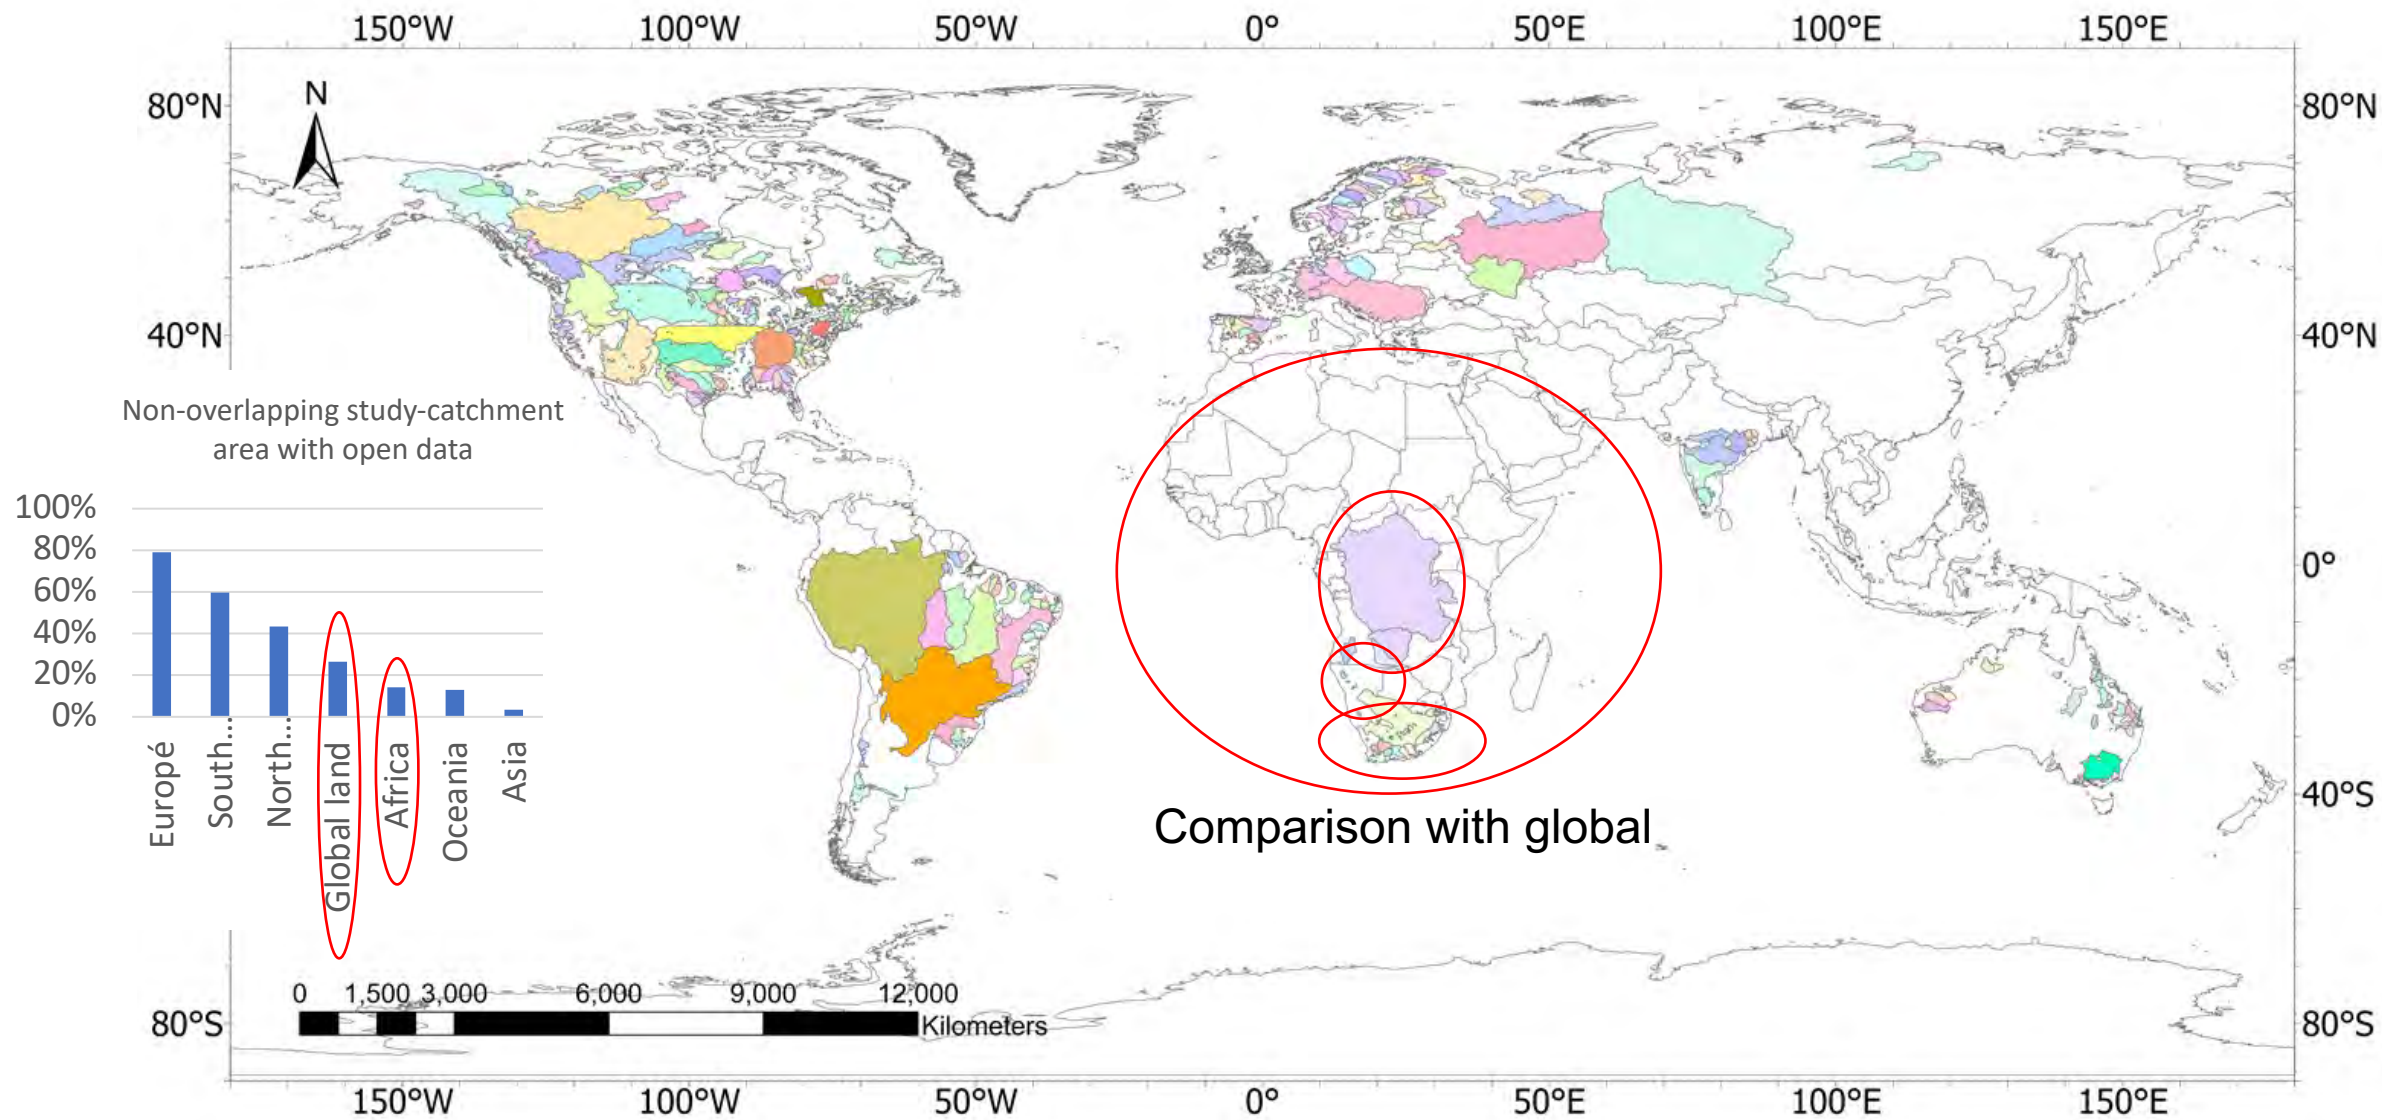 150°W 100°W 50°W 0° 50°E 100°E 150°E
N
80°N 80°N
40°N 40°N
Non-overlapping study-catchment
area with open data
100%
80%
60%
40%
20%
0%
Europé
South...
North...
Global land
Africa
Oceania
Asia
0°
40°S
Comparison with global
0 1,500 3,000 6,000 9,000 12,000
Kilometers
80°S 80°S
150°W 100°W 50°W 0° 50°E 100°E 150°E